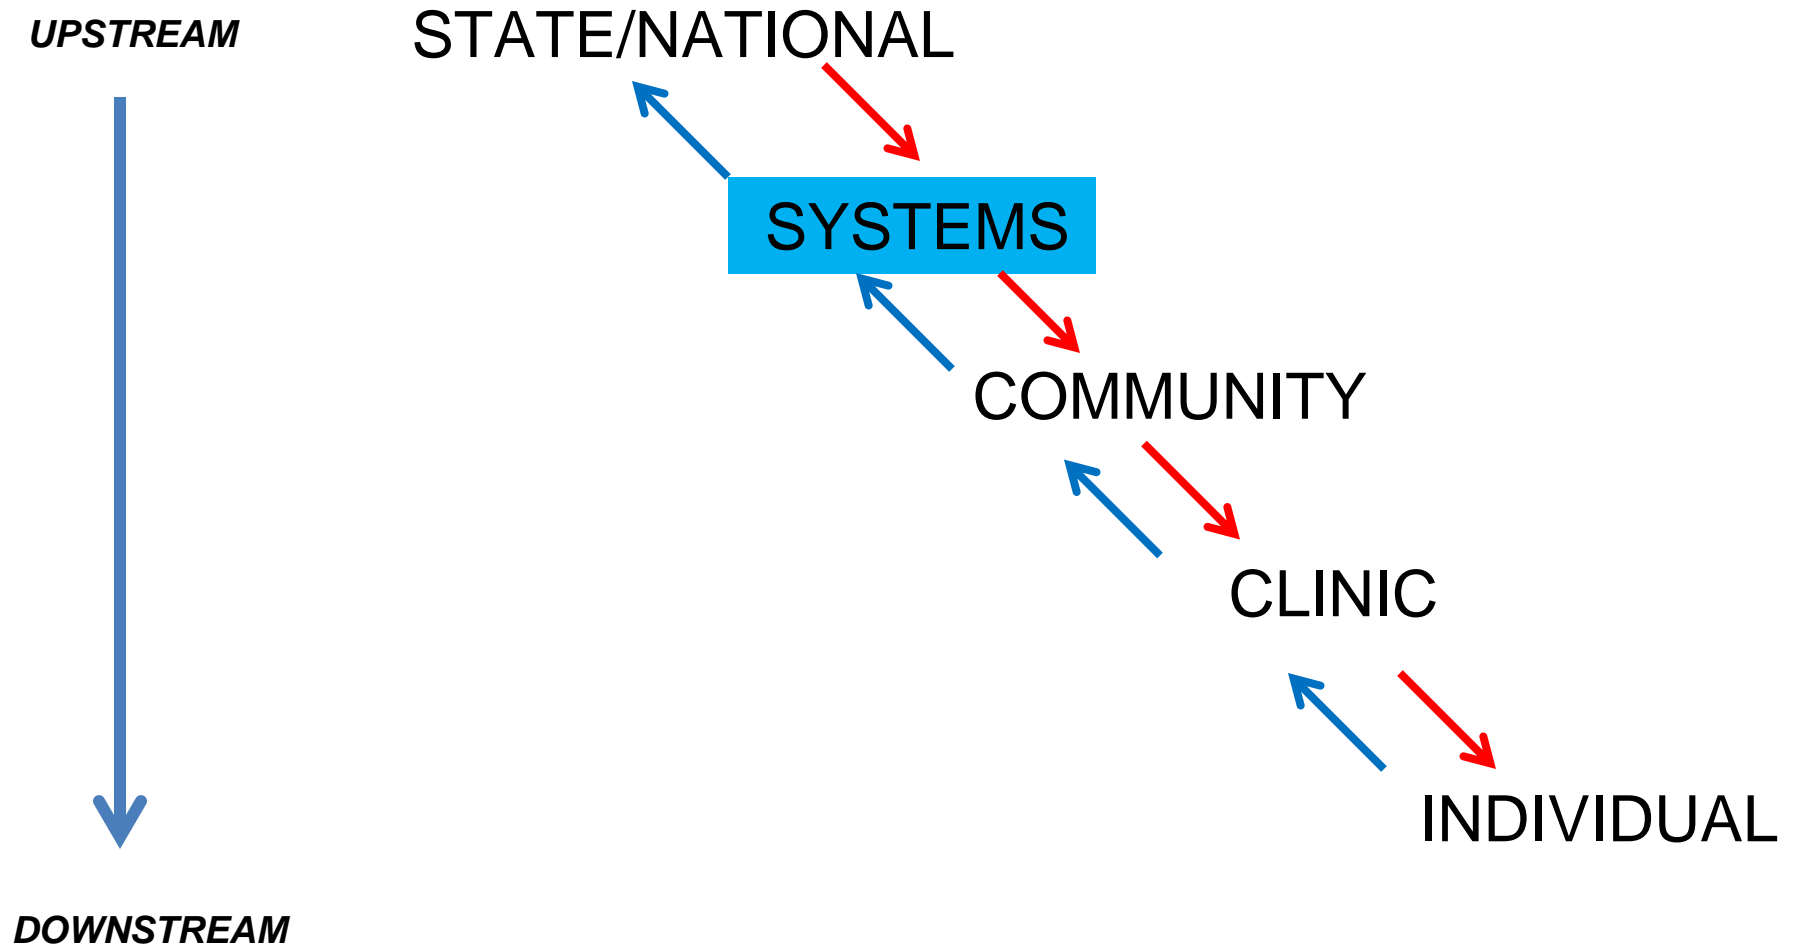 UPSTREAM
STATE/NATIONAL
SYSTEMS
COMMUNITY
CLINIC
INDIVIDUAL
DOWNSTREAM